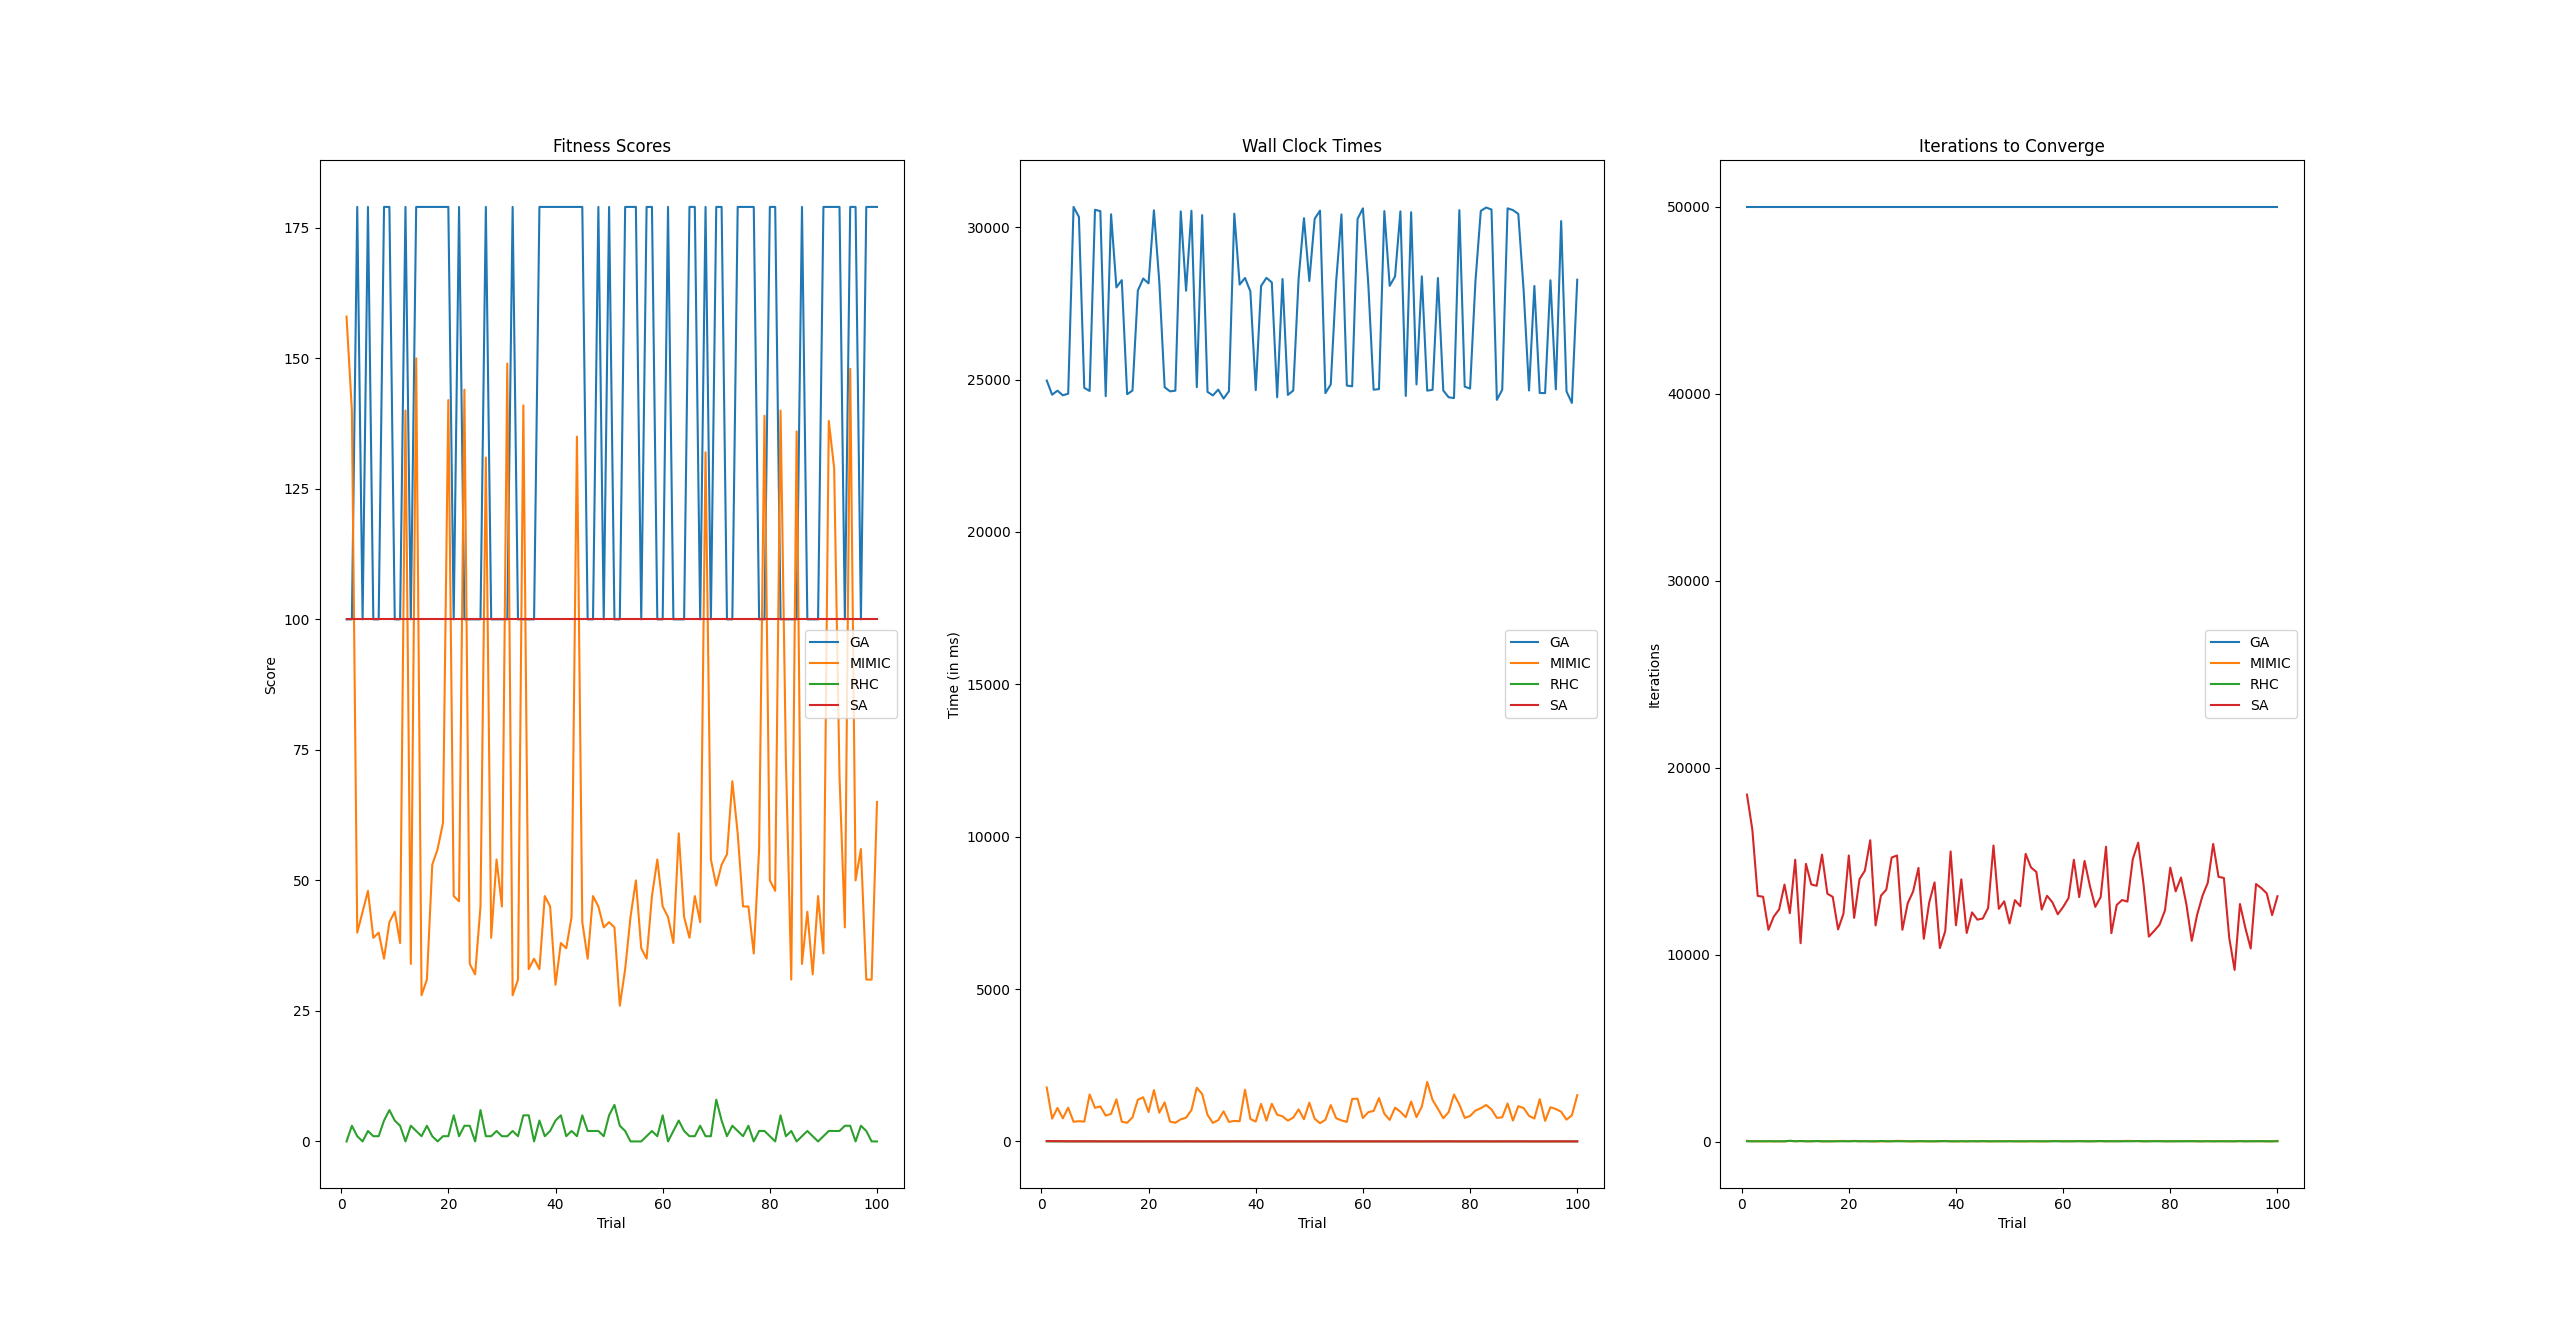 Fitness Scores
175
150
125
100
75
50
25
0
Score
0 20 40 60 80 100
Trial
GA
MIMIC
RHC
SA
Wall Clock Times
30000
25000
20000
15000
10000
5000
0
Time (in ms)
0 20 40 60 80 100
Trial
GA
MIMIC
RHC
SA
Iterations to Converge
50000
40000
30000
20000
10000
0
Iterations
0 20 40 60 80 100
Trial
GA
MIMIC
RHC
SA